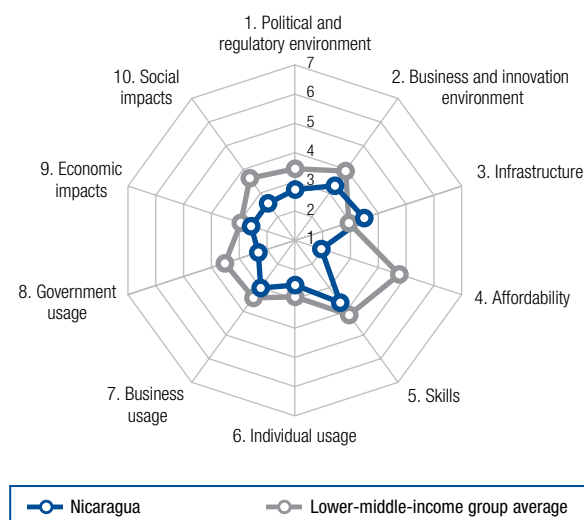 1. Political and
regulatory environment
10. Social
impacts
2. Business and innovation
environment
9. Economic
impacts
3. Infrastructure
8. Government
usage
4. Affordability
7. Business
usage
5. Skills
6. Individual usage
7
6
5
4
3
2
1
Nicaragua
Lower-middle-income group average